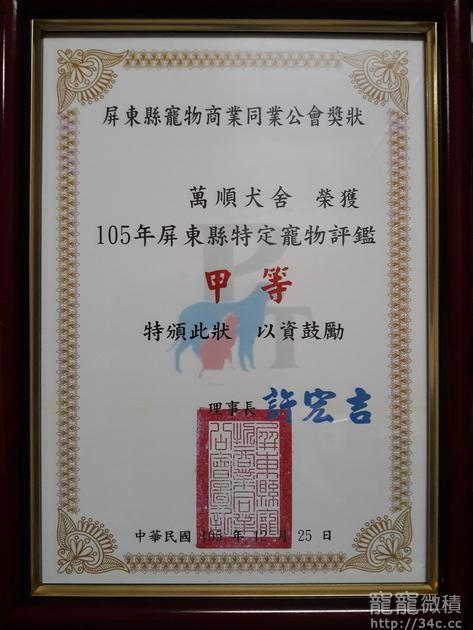 屏東縣寵物商業同業公會獎狀
萬順犬舍 榮獲
105年屏東縣特定寵物評鑑
甲等
特頒此狀 以資鼓勵
理事長 許宏吉
中華民國 105 年 12 月 25 日
寵寵微積
http://34c.cc